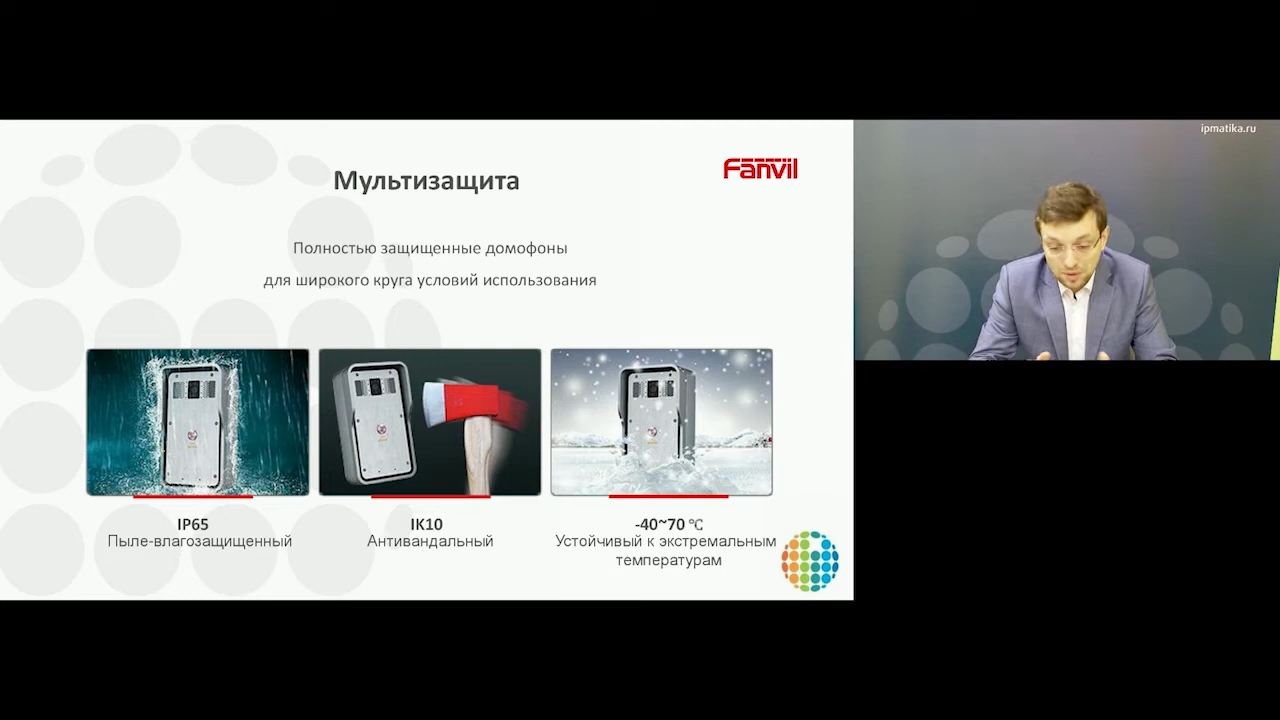 ipmatika.ru
Мультизащита
Fanvil
Полностью защищенные домофоны
для широкого круга условий использования
IP65
Пыле-влагозащищенный
IK10
Антивандальный
-40~70 ℃
Устойчивый к экстремальным
температурам